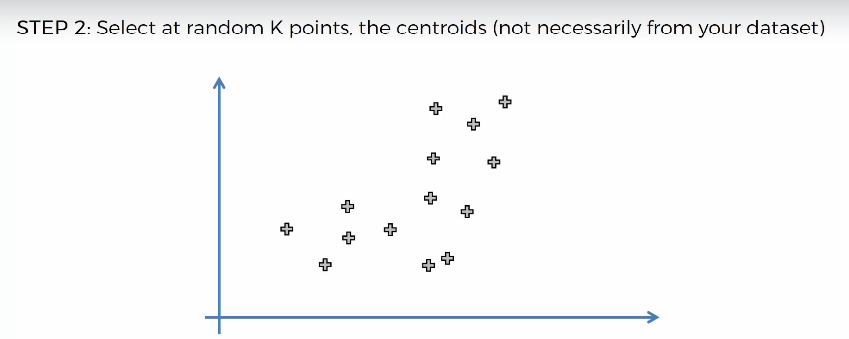 STEP 2: Select at random K points, the centroids (not necessarily from your dataset)